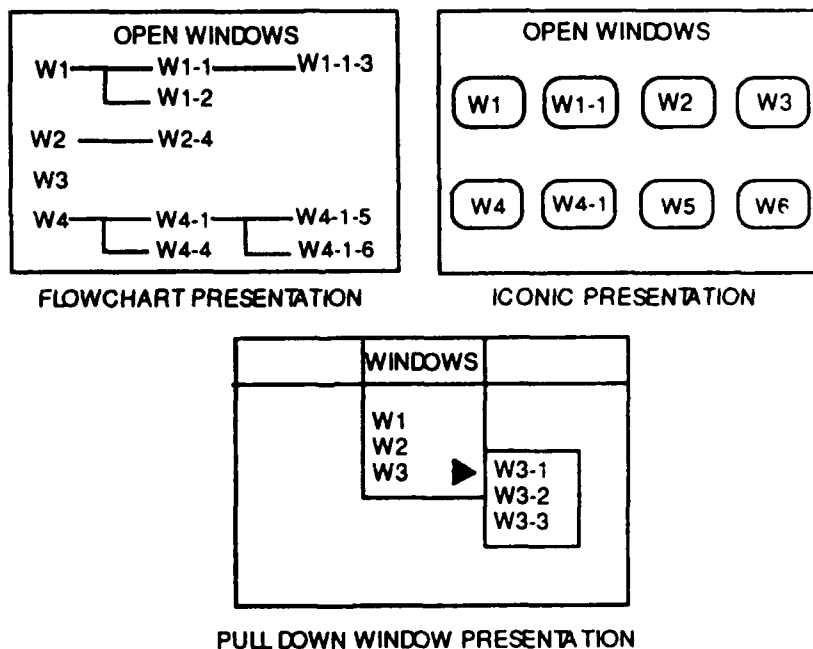 OPEN WINDOWS
W1 W1-1 W1-1-3
W1-2
W2 W2-4
W3
W4 W4-1 W4-1-5
W4-4 W4-1-6
FLOWCHART PRESENTATION
OPEN WINDOWS
W1 W1-1 W2 W3
W4 W4-1 W5 W6
ICONIC PRESENTATION
WINDOWS
W1
W2
W3
W3-1
W3-2
W3-3
PULL DOWN WINDOW PRESENTATION